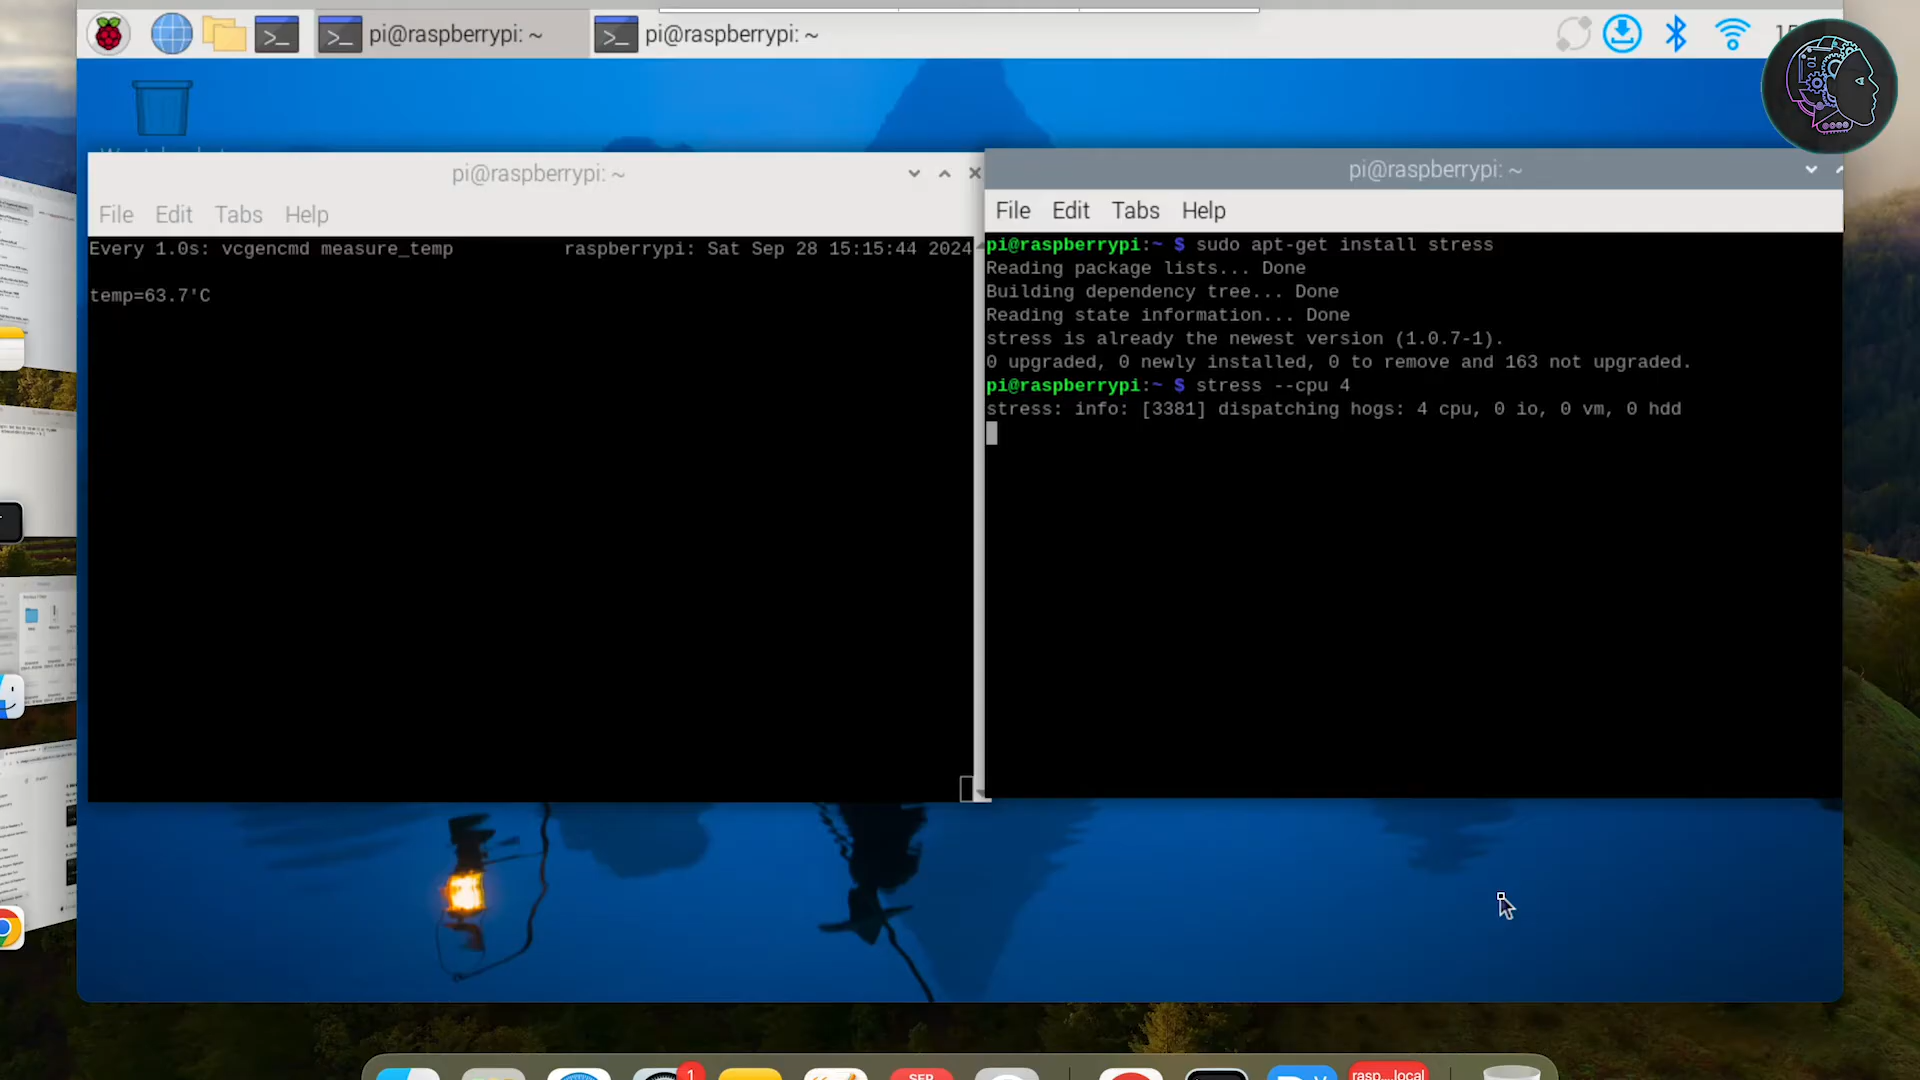 pi@raspberrypi: ~
pi@raspberrypi: ~
pi@raspberrypi: ~
File Edit Tabs Help
Every 1.0s: vcgencmd measure_temp raspberrypi: Sat Sep 28 15:15:44 2024
temp=63.7'C
pi@raspberrypi: ~
File Edit Tabs Help
pi@raspberrypi:~ $ sudo apt-get install stress
Reading package lists... Done
Building dependency tree... Done
Reading state information... Done
stress is already the newest version (1.0.7-1).
0 upgraded, 0 newly installed, 0 to remove and 163 not upgraded.
pi@raspberrypi:~ $ stress --cpu 4
stress: info: [3381] dispatching hogs: 4 cpu, 0 io, 0 vm, 0 hdd
1
SEP
rasp....local